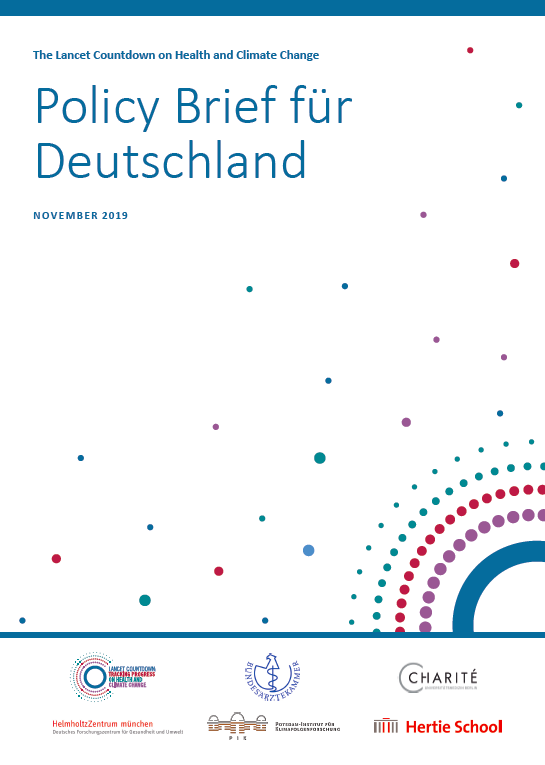 The Lancet Countdown on Health and Climate Change
Policy Brief für
Deutschland
NOVEMBER 2019
LANCET COUNTDOWN:
TRACKING PROGRESS
ON HEALTH AND
CLIMATE CHANGE
BUNDESÄRZTEKAMMER
CHARITÉ
UNIVERSITÄTSMEDIZIN BERLIN
HelmholtzZentrum münchen
Deutsches Forschungszentrum für Gesundheit und Umwelt
PIK
Potsdam-Institut für
Klimafolgenforschung
Hertie School